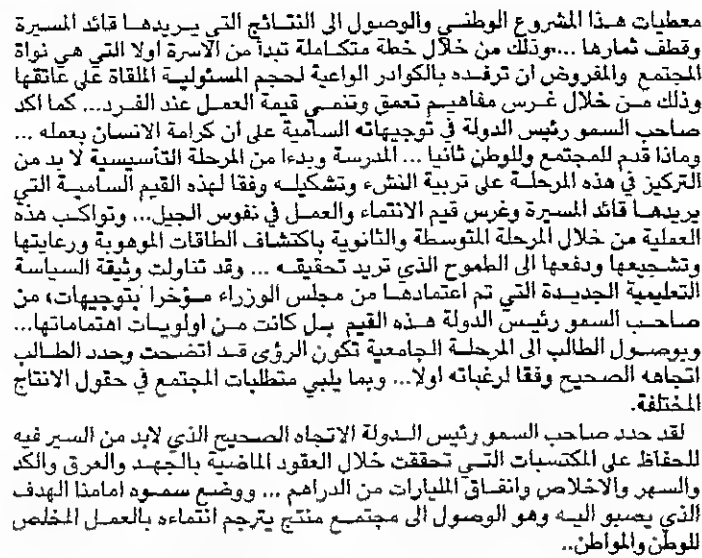 معطيات هذا المشروع الوطني والوصول الى النتائج التي يريدها قائد المسيرة
وقطف ثمارها ... وذلك من خلال خطة متكاملة تبدأ من الاسرة اولا التي هي نواة
المجتمع والمفروض ان ترفده بالكوادر الواعية لحجم المسئولية الملقاة على عاتقها
وذلك من خلال غرس مفاهيم تعمق وتنمي قيمة العمل عند الفرد... كما اكد
صاحب السمو رئيس الدولة في توجيهاته السامية على ان كرامة الانسان بعمله ...
وماذا قدم للمجتمع وللوطن ثانيا ... المدرسة وبدءا من المرحلة التأسيسية لا بد من
التركيز في هذه المرحلة على تربية النشء وتشكيله وفقا لهذه القيم السامية التي
يريدها قائد المسيرة وغرس قيم الانتماء والعمل في نفوس الجيل... وتواكب هذه
العملية من خلال المرحلة المتوسطة والثانوية باكتشاف الطاقات الموهوبة ورعايتها
وتشجيعها ودفعها الى الطموح الذي تريد تحقيقه ... وقد تناولت وثيقة السياسة
التعليمية الجديدة التي تم اعتمادها من مجلس الوزراء مؤخرا بتوجيهات، من
صاحب السمو رئيس الدولة هذه القيم بل كانت من اولويات اهتماماتها...
وبوصول الطالب الى المرحلة الجامعية تكون الرؤى قد اتضحت وحدد الطالب
اتجاهه الصحيح وفقا لرغباته اولا... وبما يلبي متطلبات المجتمع في حقول الانتاج
المختلفة.
لقد حدد صاحب السمو رئيس الدولة الاتجاه الصحيح الذي لابد من السير فيه
للحفاظ على المكتسبات التي تحققت خلال العقود الماضية بالجهد والعرق والكد
والسهر والاخلاص وانفاق المليارات من الدراهم ... ووضع سموه امامنا الهدف
الذي يصبو اليه وهو الوصول الى مجتمع منتج يترجم انتماءه بالعمل المخلص
للوطن والمواطن..